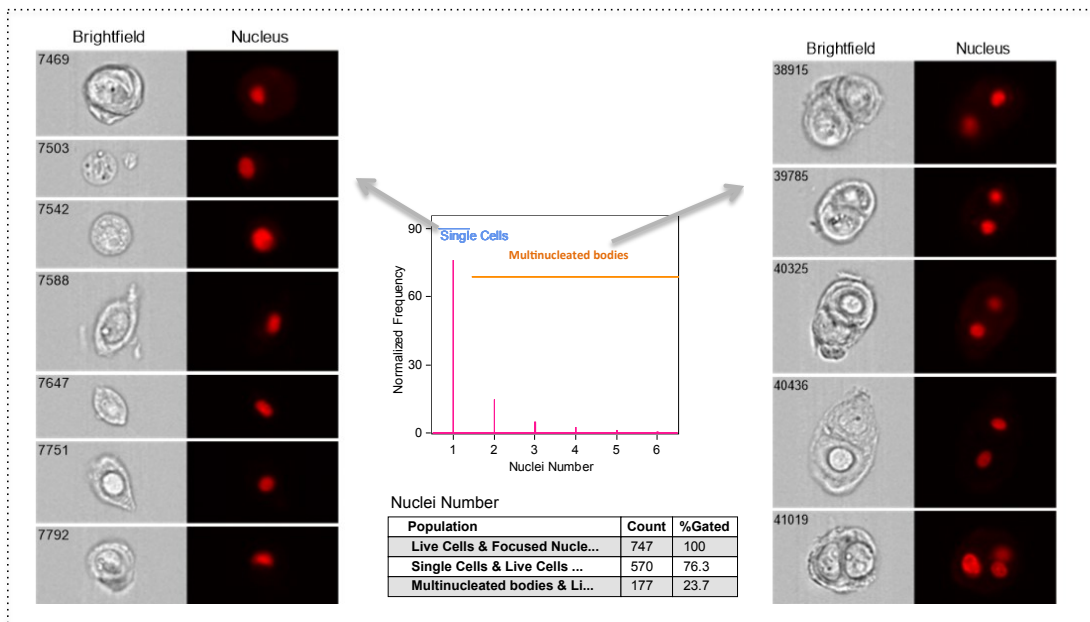 Brightfield Nucleus
7469
7503
7542
7588
7647
7751
7792
90
60
30
0
Normalized Frequency
Single Cells
Multinucleated bodies
1 2 3 4 5 6
Nuclei Number
Nuclei Number
Population Count %Gated
Live Cells & Focused Nucle... 747 100
Single Cells & Live Cells ... 570 76.3
Multinucleated bodies & Li... 177 23.7
Brightfield Nucleus
38915
39785
40325
40436
41019